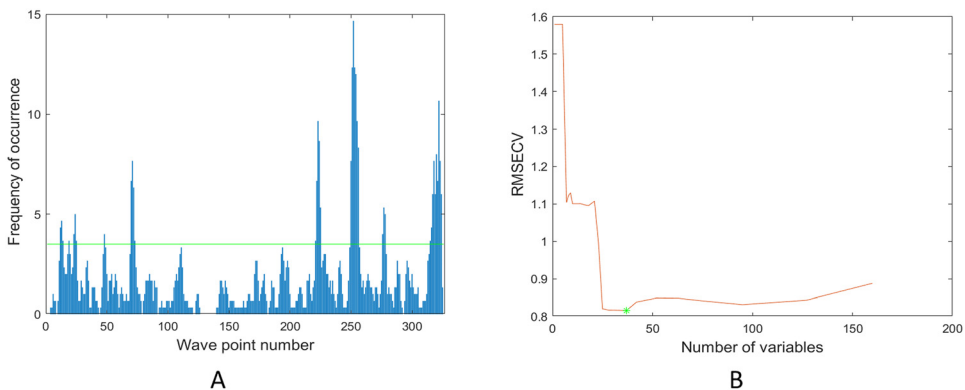 15
10
5
0
Frequency of occurrence
0 50 100 150 200 250 300
Wave point number
A
1.6
1.5
1.4
1.3
1.2
1.1
1
0.9
0.8
RMSECV
0 50 100 150 200
Number of variables
B